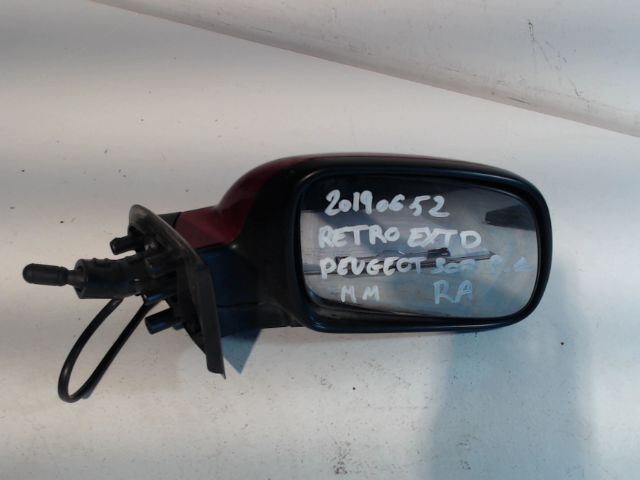 20190652
RETRO EXT D
PEUGEOT
MM RA